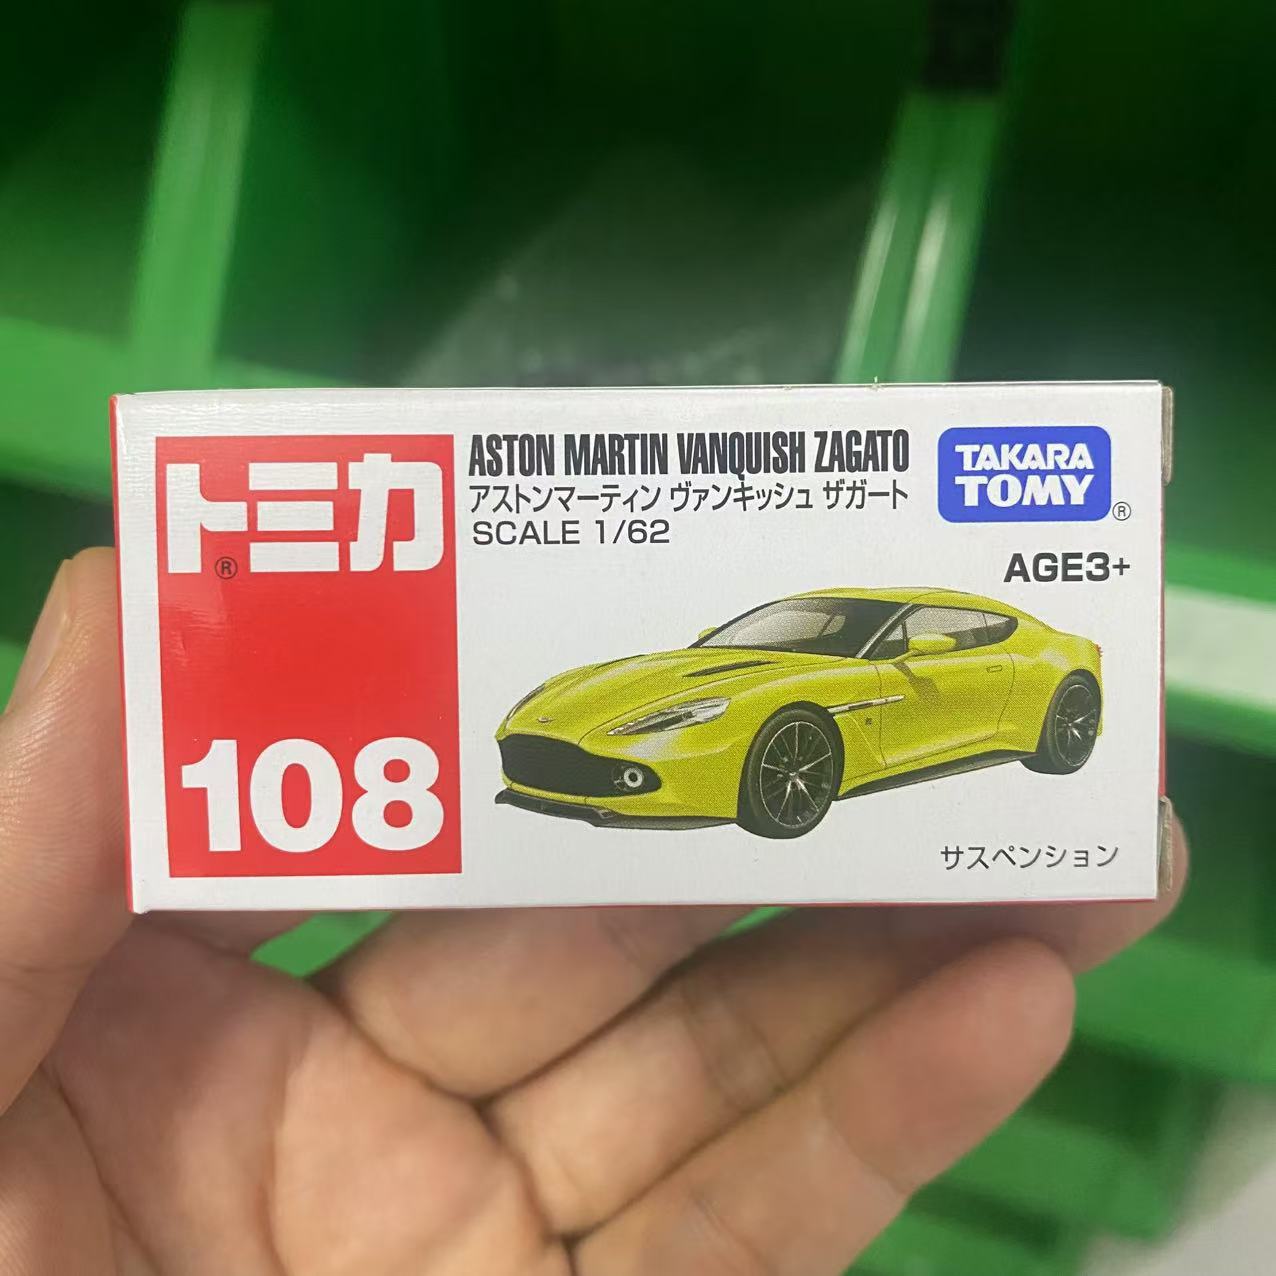 トミカ
®
108
ASTON MARTIN VANQUISH ZAGATO
アストンマーティン ヴァンキッシュ ザガート
SCALE 1/62
TAKARA
TOMY
®
AGE3+
サスペンション